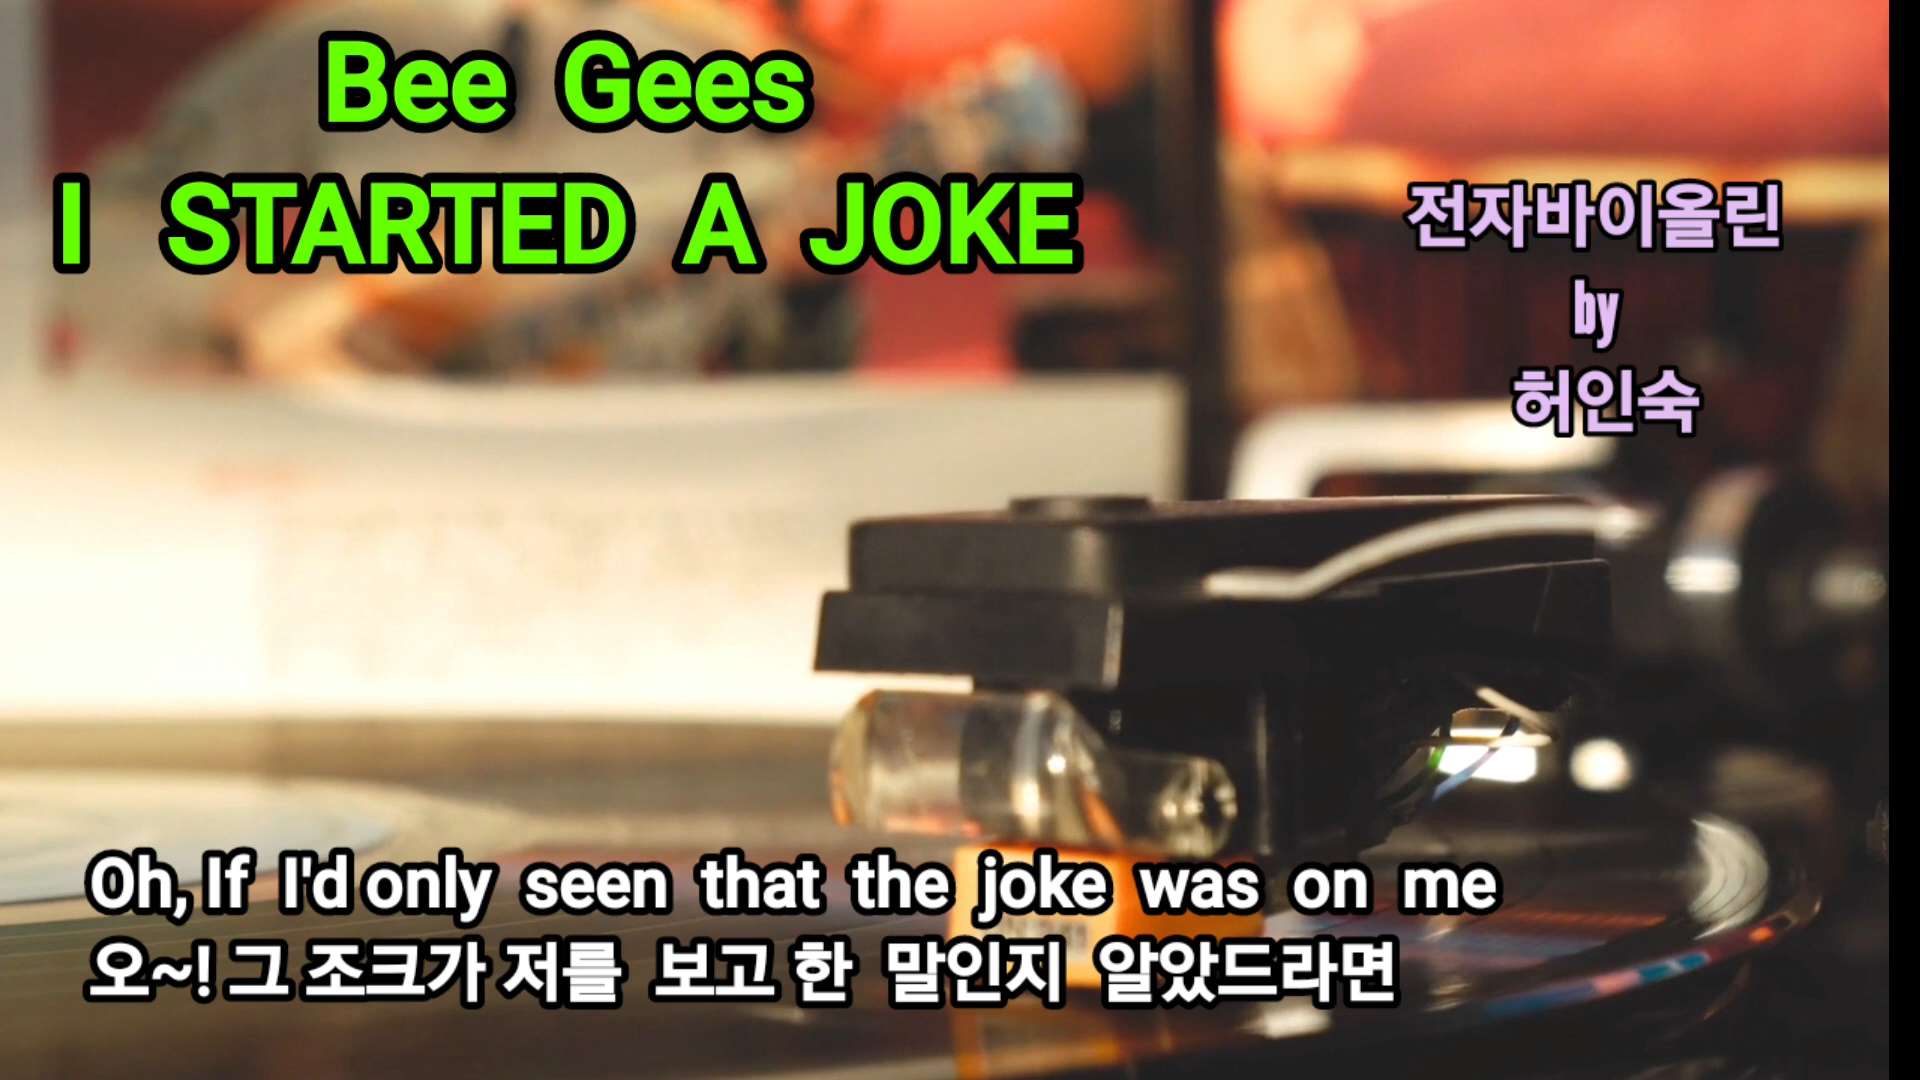 Bee Gees
I STARTED A JOKE
전자바이올린
by
허인숙
Oh, If I'd only seen that the joke was on me
오~! 그 조크가 저를 보고 한 말인지 알았드라면